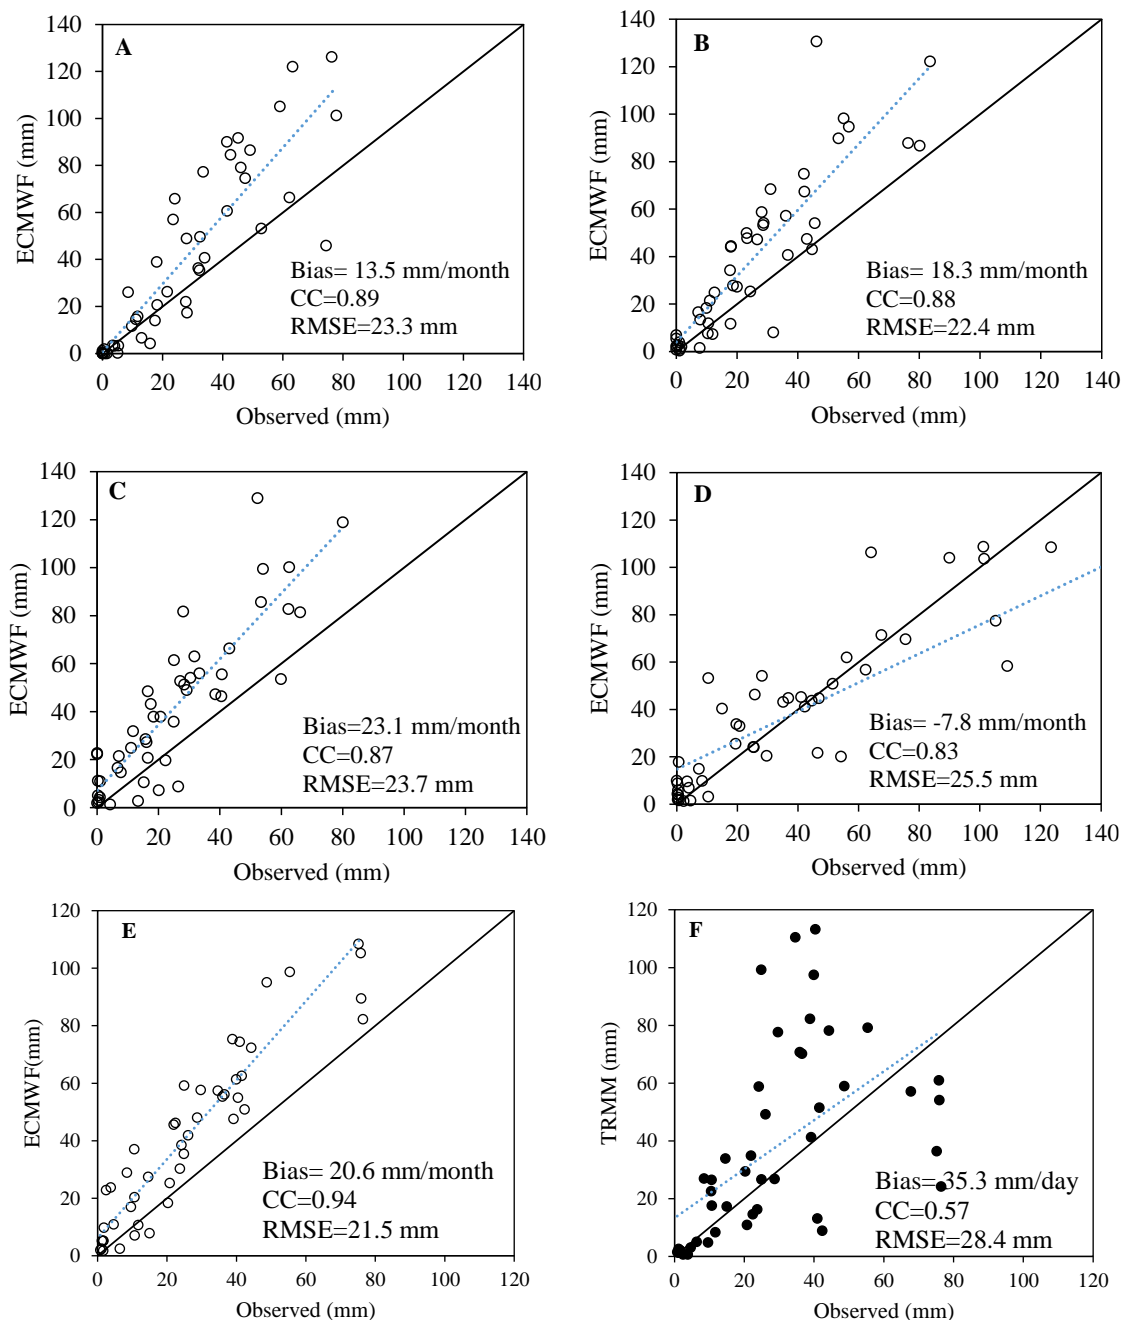 A
140
120
100
80
60
40
20
0
ECMWF (mm)
Bias= 13.5 mm/month
CC=0.89
RMSE=23.3 mm
0 20 40 60 80 100 120 140
Observed (mm)
B
140
120
100
80
60
40
20
0
ECMWF (mm)
Bias= 18.3 mm/month
CC=0.88
RMSE=22.4 mm
0 20 40 60 80 100 120 140
Observed (mm)
C
140
120
100
80
60
40
20
0
ECMWF (mm)
Bias=23.1 mm/month
CC=0.87
RMSE=23.7 mm
0 20 40 60 80 100 120 140
Observed (mm)
D
140
120
100
80
60
40
20
0
ECMWF (mm)
Bias= -7.8 mm/month
CC=0.83
RMSE=25.5 mm
0 20 40 60 80 100 120 140
Observed (mm)
E
120
100
80
60
40
20
0
ECMWF(mm)
Bias= 20.6 mm/month
CC=0.94
RMSE=21.5 mm
0 20 40 60 80 100 120
Observed (mm)
F
120
100
80
60
40
20
0
TRMM (mm)
Bias= 35.3 mm/day
CC=0.57
RMSE=28.4 mm
0 20 40 60 80 100 120
Observed (mm)